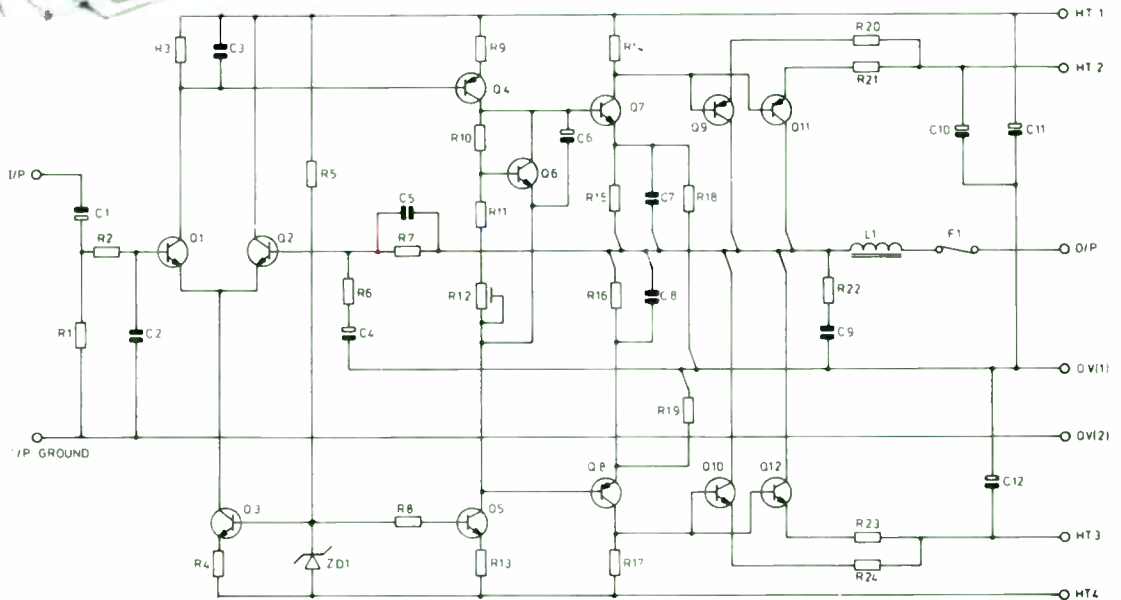 HT 1
R20
C3
R9
HT 2
R21
Q4
Q7
C10
C11
Q9
Q11
R10
C6
I/P
R5
Q6
C5
R15
C7
R18
C1
R11
Q1
Q2
R7
L1
F1
O/P
R2
R6
R12
R16
C8
R22
R1
C2
C4
C9
0V(1)
R19
0V(2)
I/P GROUND
Q8
Q10
Q12
C12
Q3
R8
Q5
R23
HT3
R4
ZD1
R13
R17
R24
HT4